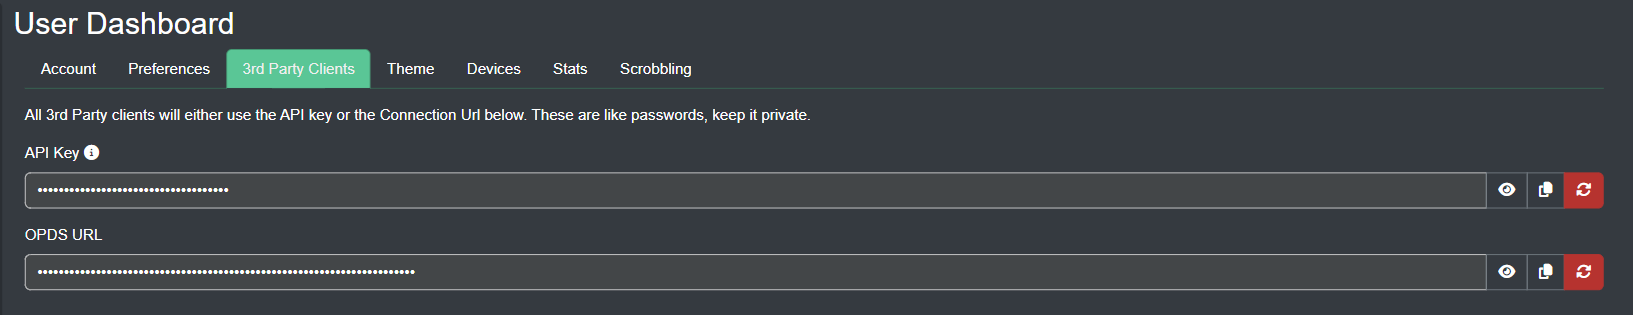 User Dashboard
Account Preferences 3rd Party Clients Theme Devices Stats Scrobbling
All 3rd Party clients will either use the API key or the Connection Url below. These are like passwords, keep it private.
API Key
OPDS URL